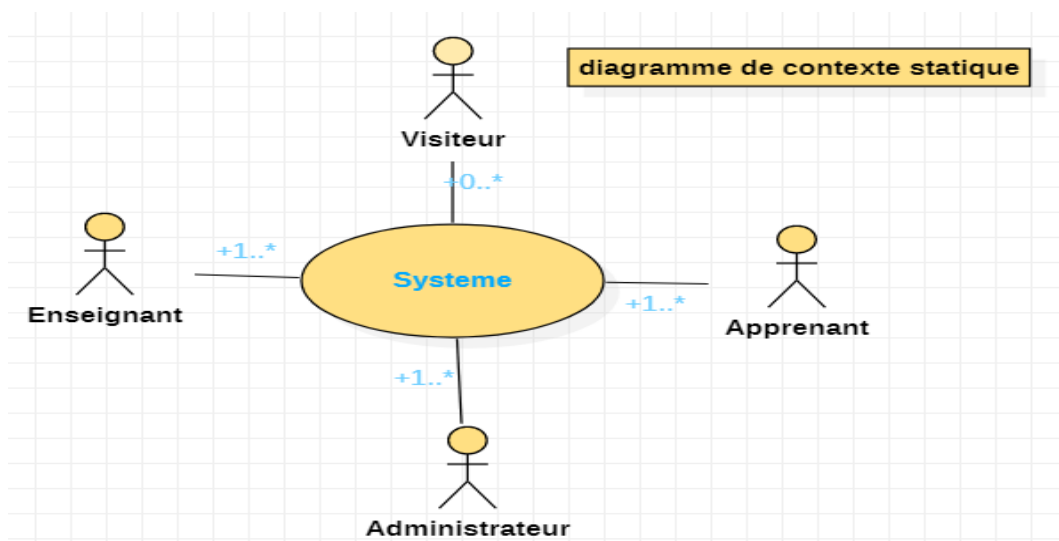 diagramme de contexte statique
Visiteur
+0..*
+1..*
Enseignant
Systeme
+1..*
Apprenant
+1..*
Administrateur